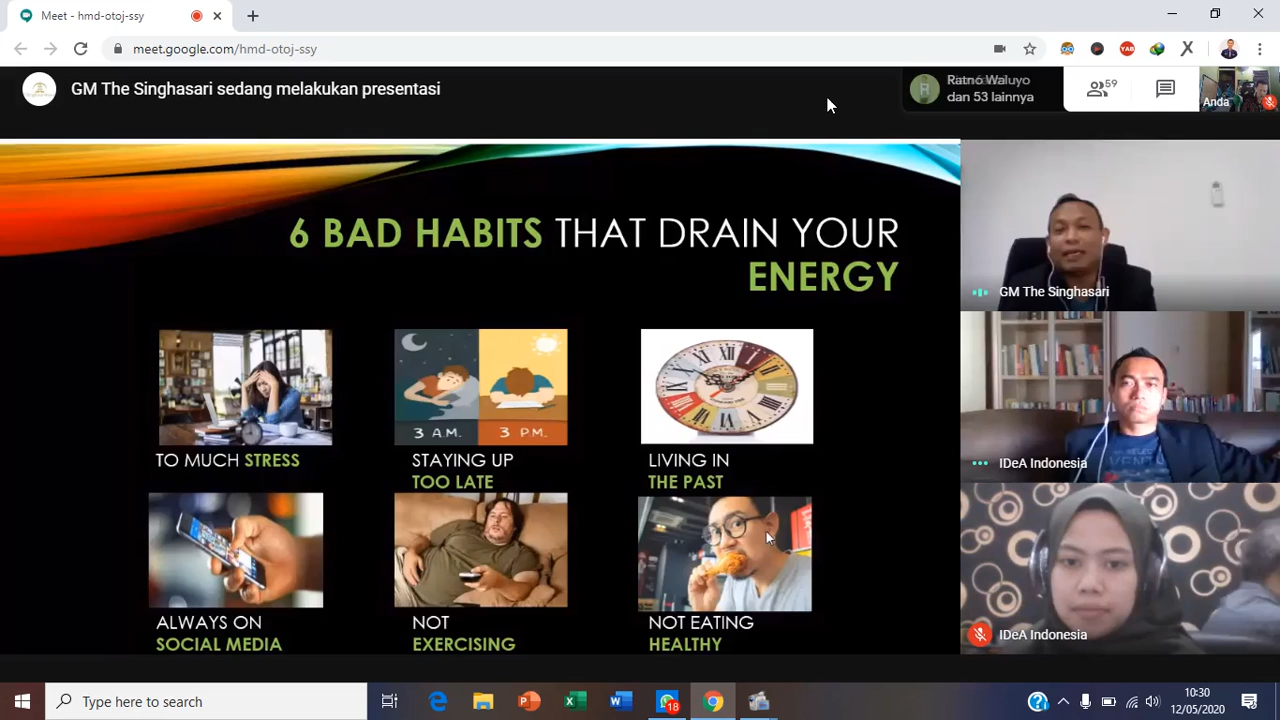 Meet - hmd-otoj-ssy
meet.google.com/hmd-otoj-ssy
YAB
GM The Singhasari sedang melakukan presentasi
R
Ratno Waluyo
dan 53 lainnya
59
Anda
6 BAD HABITS THAT DRAIN YOUR
ENERGY
3 A.M.
3 P.M.
TO MUCH STRESS
STAYING UP
TOO LATE
LIVING IN
THE PAST
ALWAYS ON
SOCIAL MEDIA
NOT
EXERCISING
NOT EATING
HEALTHY
GM The Singhasari
IDeA Indonesia
IDeA Indonesia
Type here to search
18
10:30
12/05/2020